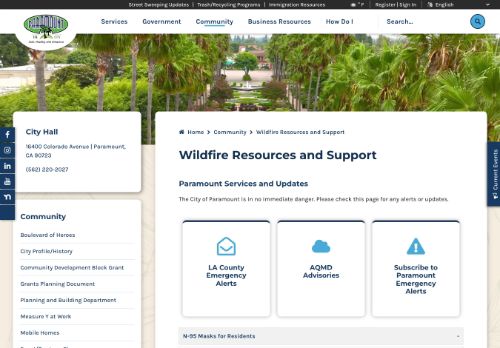 Street Sweeping Updates | Trash/Recycling Programs | Immigration Resources
° F Register | Sign In English
PARAMOUNT
Services Government Community Business Resources How Do I Search...
City Hall
16400 Colorado Avenue | Paramount,
CA 90723
(562) 220-2027
Community
Boulevard of Heroes
City Profile/History
Community Development Block Grant
Grants Planning Document
Planning and Building Department
Measure Y at Work
Mobile Homes
Home > Community > Wildfire Resources and Support
Wildfire Resources and Support
Paramount Services and Updates
The City of Paramount is in no immediate danger. Please check this page for any alerts or updates.
LA County
Emergency
Alerts
AQMD
Advisories
Subscribe to
Paramount
Emergency
Alerts
N-95 Masks for Residents
Current Events